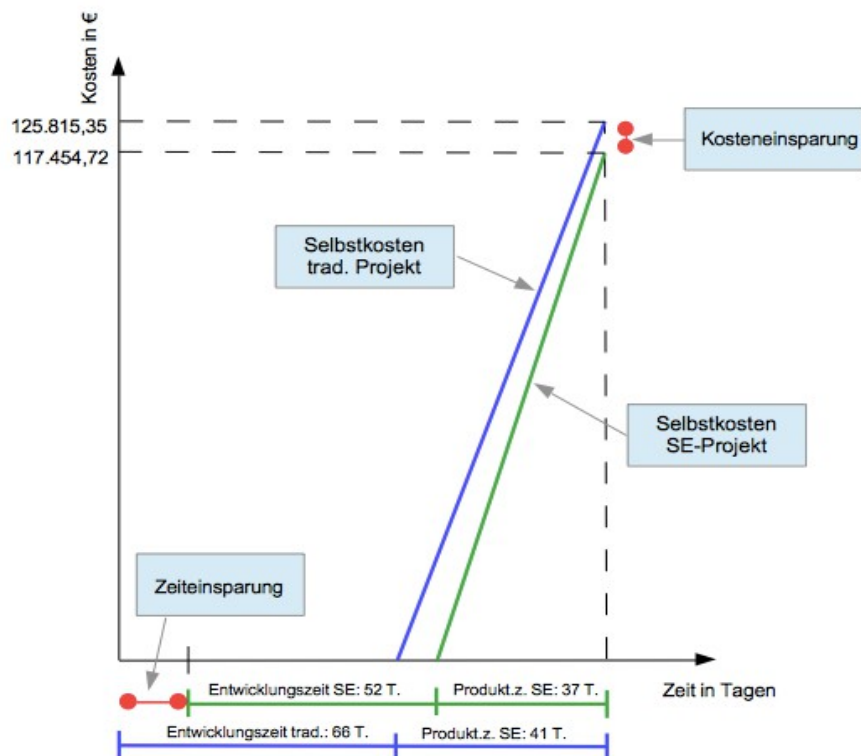 Kosten in €
125.815,35
117.454,72
Kosteneinsparung
Selbstkosten
trad. Projekt
Selbstkosten
SE-Projekt
Zeiteinsparung
Zeit in Tagen
Entwicklungszeit SE: 52 T.
Produkt.z. SE: 37 T.
Entwicklungszeit trad.: 66 T.
Produkt.z. SE: 41 T.